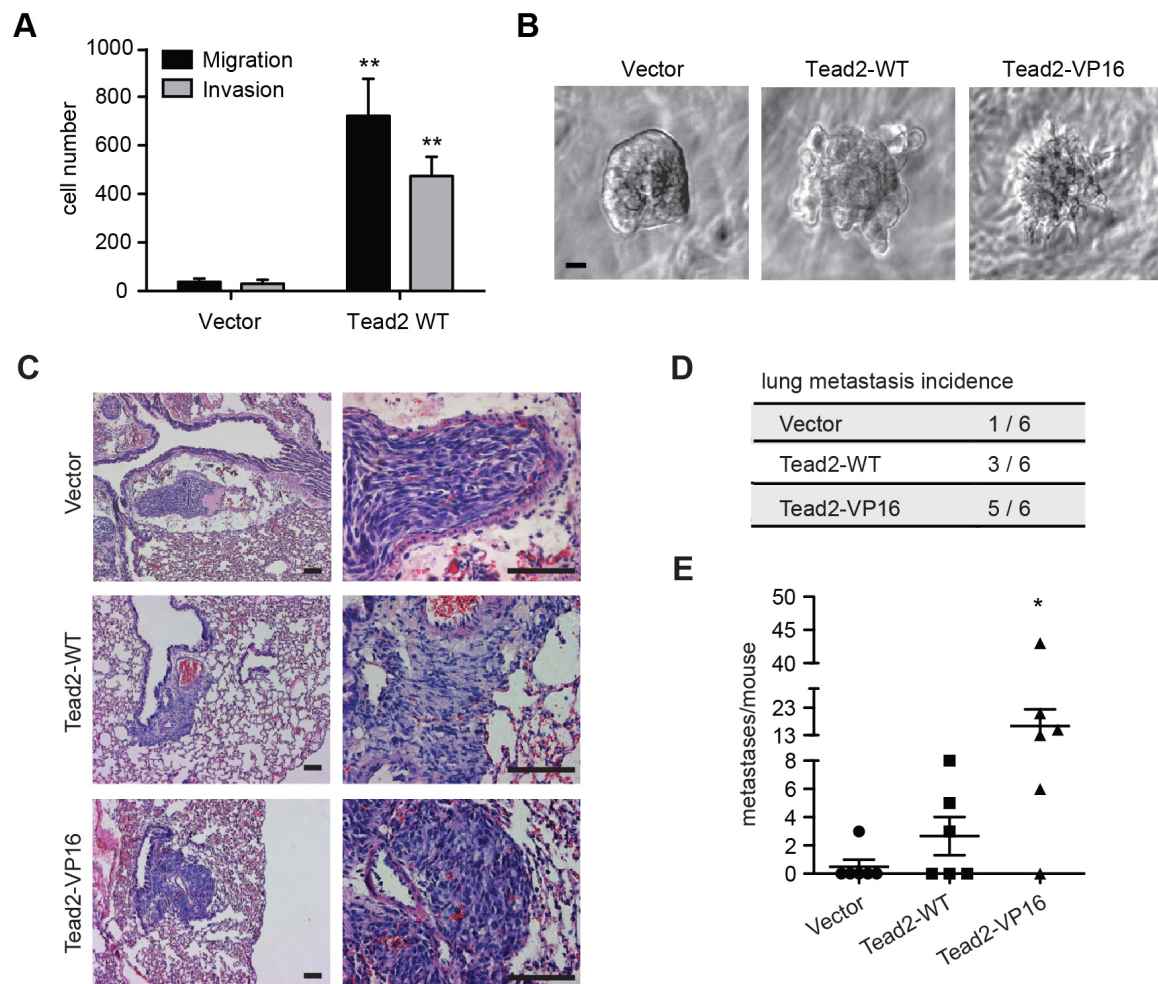 A
1000
800
600
400
200
0
cell number
Migration
Invasion
**
**
Vector
Tead2 WT
B
Vector
Tead2-WT
Tead2-VP16
C
Vector
Tead2-WT
Tead2-VP16
D
lung metastasis incidence
Vector 1 / 6
Tead2-WT 3 / 6
Tead2-VP16 5 / 6
E
metastases/mouse
50
45
40
23
13
8
6
4
2
0
*
Vector
Tead2-WT
Tead2-VP16